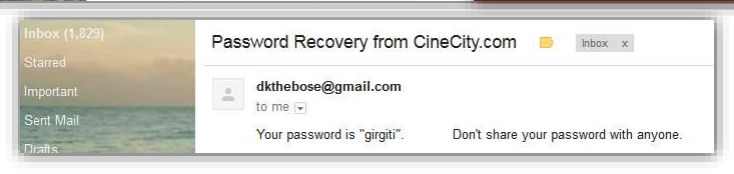 Inbox (1,829)
Password Recovery from CineCity.com Inbox x
Starred
Important
dkthebose@gmail.com
to me
Sent Mail
Your password is "girgiti". Don't share your password with anyone.
Drafts